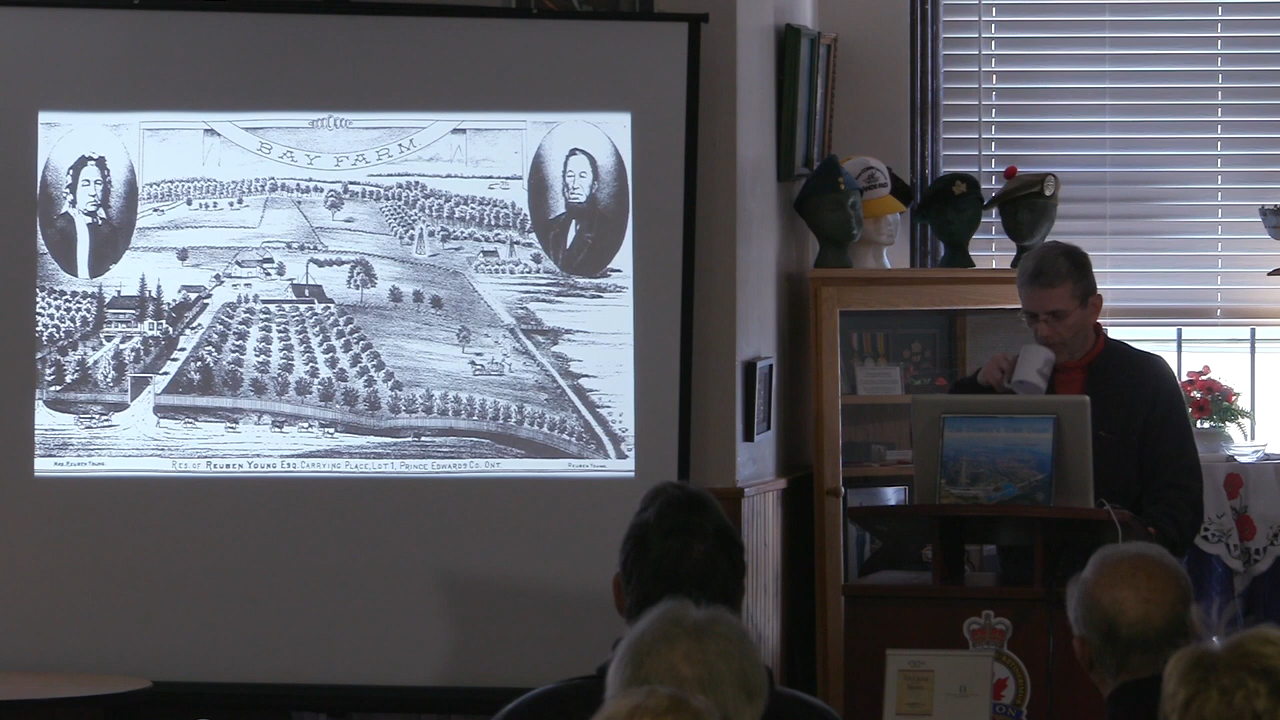 BAY FARM
MRS. REUBEN YOUNG.
RES. OF REUBEN YOUNG ESQ. CARRYING PLACE, LOT 1, PRINCE EDWARDS CO. ONT.
REUBEN YOUNG.